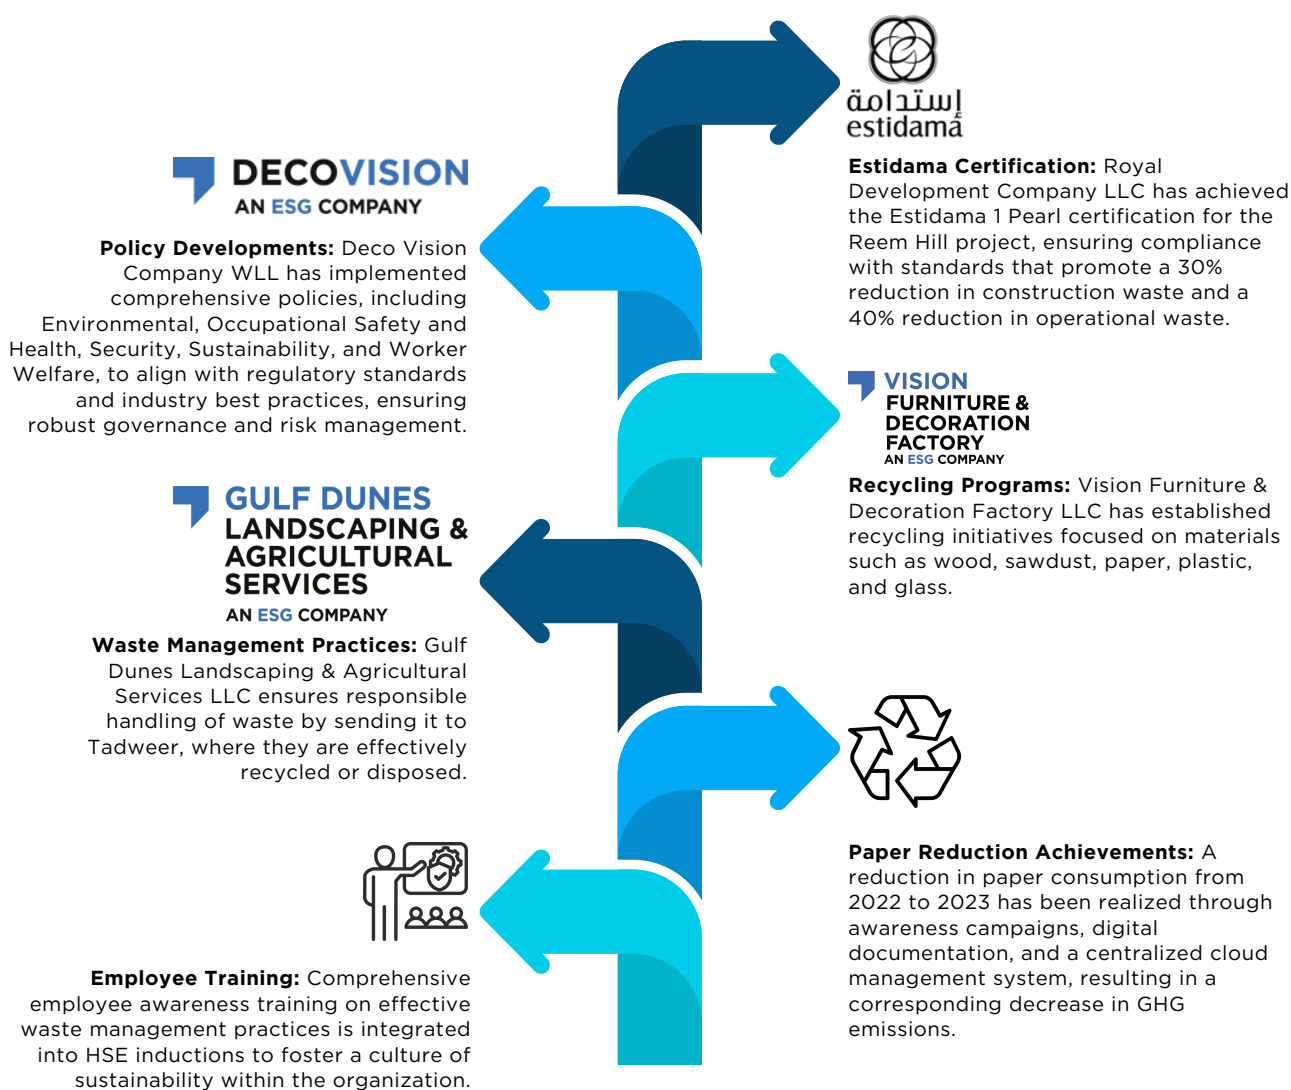 إستدامة
estidama
Estidama Certification: Royal
Development Company LLC has achieved
the Estidama 1 Pearl certification for the
Reem Hill project, ensuring compliance
with standards that promote a 30%
reduction in construction waste and a
40% reduction in operational waste.
DECOVISION
AN ESG COMPANY
Policy Developments: Deco Vision
Company WLL has implemented
comprehensive policies, including
Environmental, Occupational Safety and
Health, Security, Sustainability, and Worker
Welfare, to align with regulatory standards
and industry best practices, ensuring
robust governance and risk management.
VISION
FURNITURE &
DECORATION
FACTORY
AN ESG COMPANY
Recycling Programs: Vision Furniture &
Decoration Factory LLC has established
recycling initiatives focused on materials
such as wood, sawdust, paper, plastic,
and glass.
GULF DUNES
LANDSCAPING &
AGRICULTURAL
SERVICES
AN ESG COMPANY
Waste Management Practices: Gulf
Dunes Landscaping & Agricultural
Services LLC ensures responsible
handling of waste by sending it to
Tadweer, where they are effectively
recycled or disposed.
Paper Reduction Achievements: A
reduction in paper consumption from
2022 to 2023 has been realized through
awareness campaigns, digital
documentation, and a centralized cloud
management system, resulting in a
corresponding decrease in GHG
emissions.
Employee Training: Comprehensive
employee awareness training on effective
waste management practices is integrated
into HSE inductions to foster a culture of
sustainability within the organization.